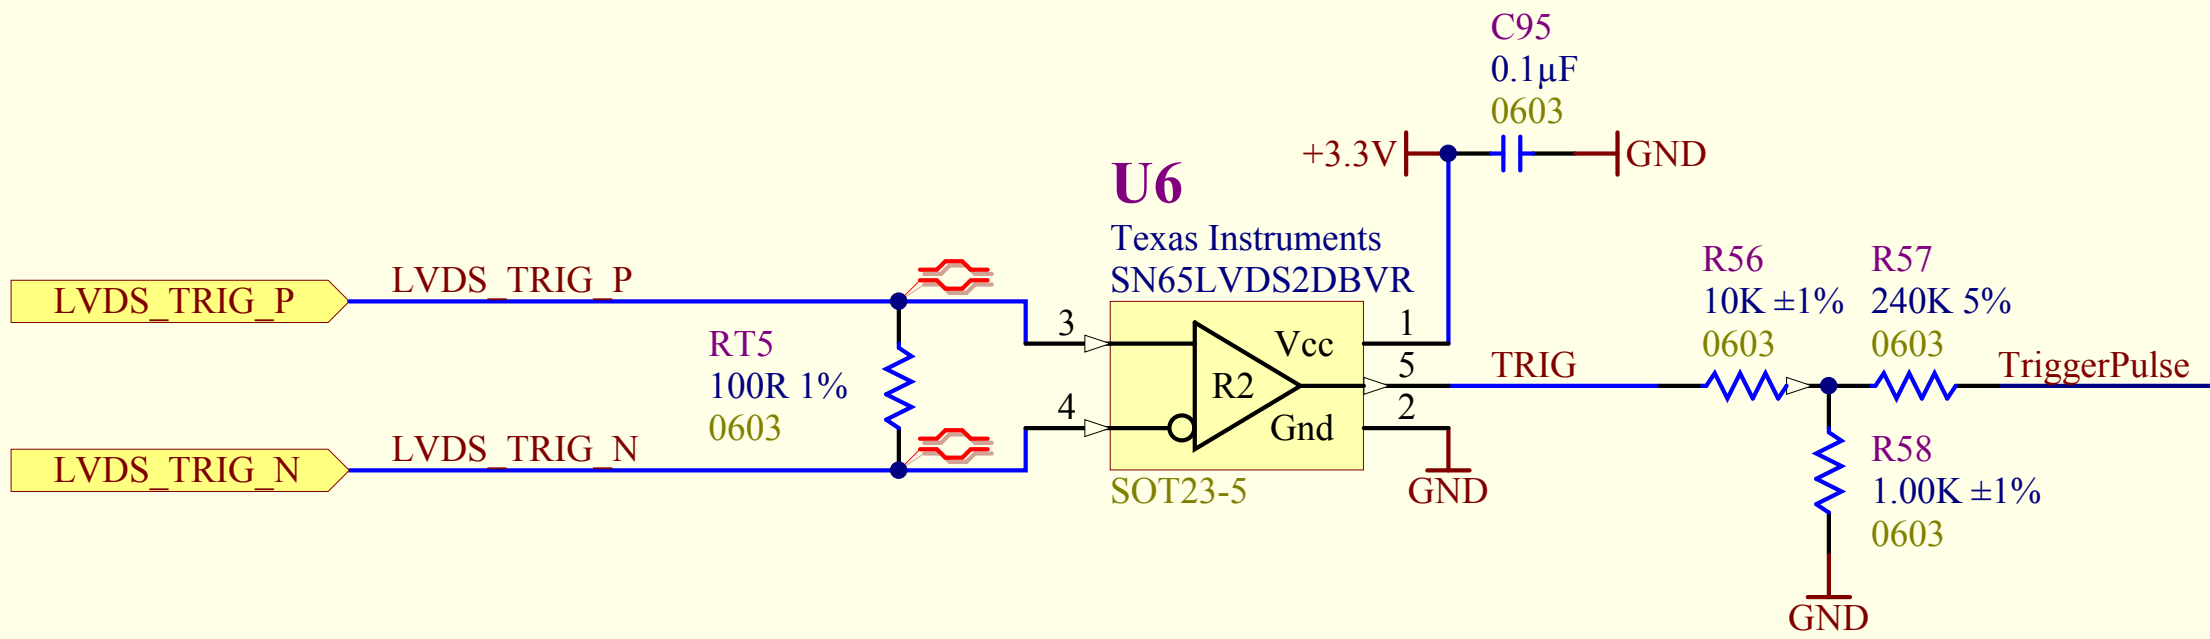 C95
0.1µF
0603
+3.3V
GND
U6
Texas Instruments
SN65LVDS2DBVR
LVDS_TRIG_P
LVDS_TRIG_P
RT5
100R 1%
0603
LVDS_TRIG_N
LVDS_TRIG_N
3
4
R2
Vcc
Gnd
1
5
2
SOT23-5
GND
TRIG
R56
10K ±1%
0603
R57
240K 5%
0603
TriggerPulse
R58
1.00K ±1%
0603
GND